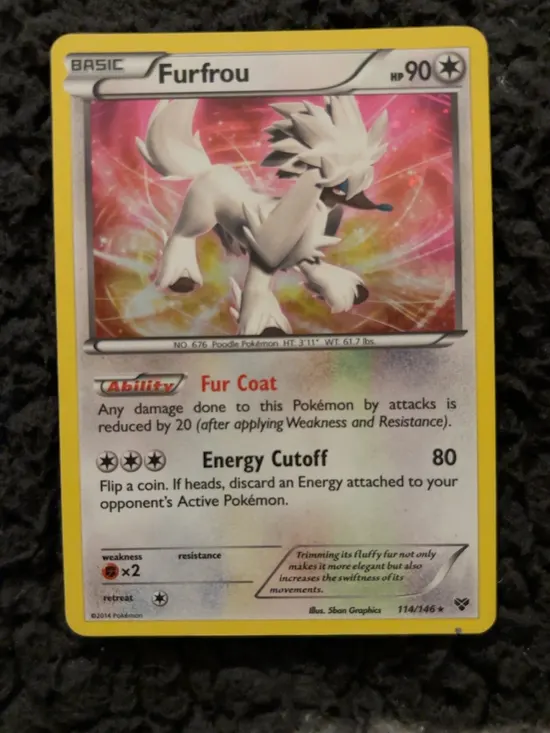 BASIC
Furfrou
HP 90
NO. 676 Poodle Pokémon HT. 3'11" WT. 61.7 lbs.
Ability Fur Coat
Any damage done to this Pokémon by attacks is
reduced by 20 (after applying Weakness and Resistance).
Energy Cutoff 80
Flip a coin. If heads, discard an Energy attached to your
opponent's Active Pokémon.
weakness resistance
×2
retreat
Trimming its fluffy fur not only
makes it more elegant but also
increases the swiftness of its
movements.
Illus. 5ban Graphics 114/146 ★
©2014 Pokémon